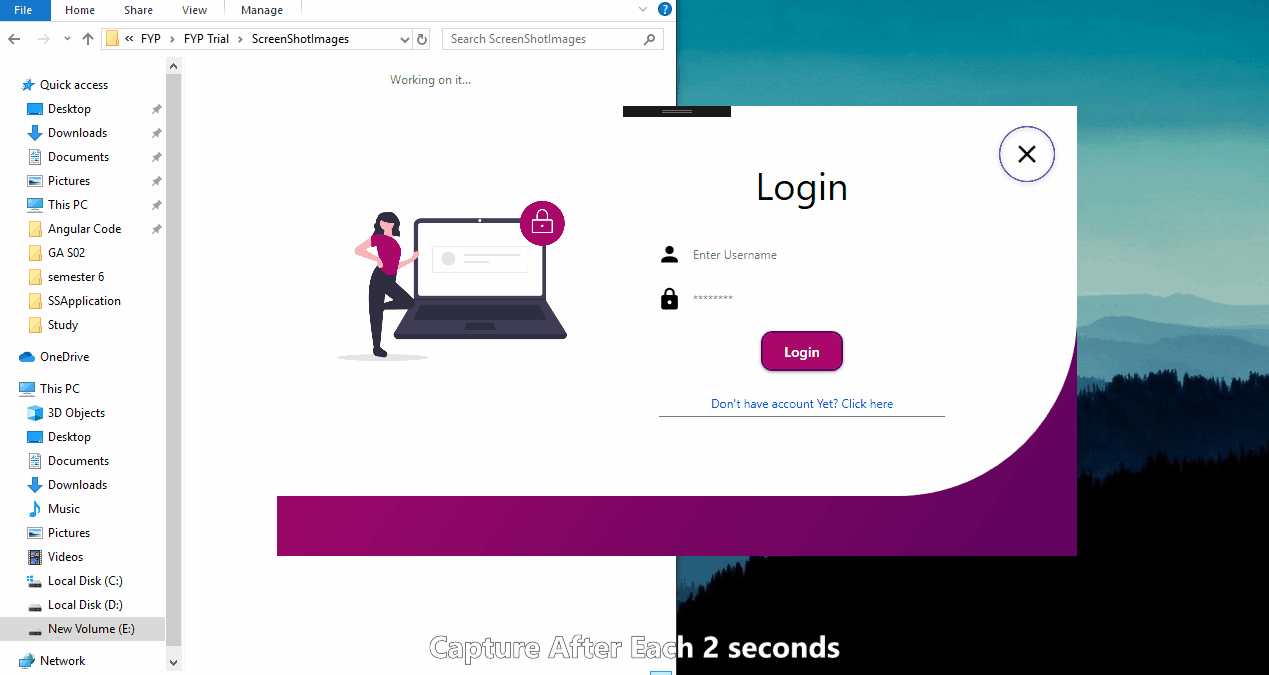 File Home Share View Manage
« FYP > FYP Trial > ScreenShotImages
Search ScreenShotImages
Working on it...
Quick access
Desktop
Downloads
Documents
Pictures
This PC
Angular Code
GA S02
semester 6
SSApplication
Study
OneDrive
This PC
3D Objects
Desktop
Documents
Downloads
Music
Pictures
Videos
Local Disk (C:)
Local Disk (D:)
New Volume (E:)
Network
Login
Enter Username
********
Login
Don't have account Yet? Click here
Capture After Each 2 seconds